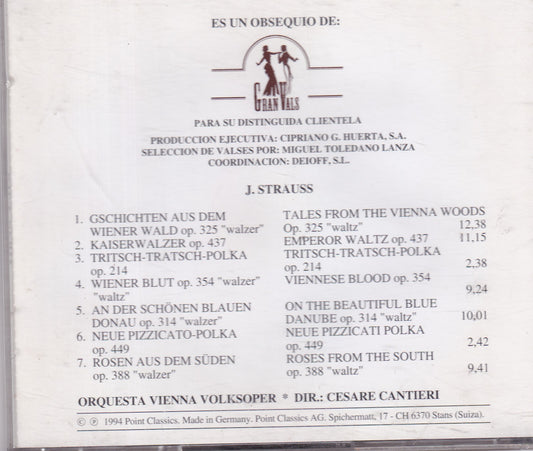 ES UN OBSEQUIO DE:
GRAN VALS
PARA SU DISTINGUIDA CLIENTELA
PRODUCCION EJECUTIVA: CIPRIANO G. HUERTA, S.A.
SELECCION DE VALSES POR: MIGUEL TOLEDANO LANZA
COORDINACION: DEIOFF, S.L.
J. STRAUSS
1. GSCHICHTEN AUS DEM
WIENER WALD op. 325 "walzer"
2. KAISERWALZER op. 437
3. TRITSCH-TRATSCH-POLKA
op. 214
4. WIENER BLUT op. 354 "walzer"
"waltz"
5. AN DER SCHÖNEN BLAUEN
DONAU op. 314 "walzer"
6. NEUE PIZZICATO-POLKA
op. 449
7. ROSEN AUS DEM SÜDEN
op. 388 "walzer"
TALES FROM THE VIENNA WOODS
Op. 325 "waltz" 12,38
EMPEROR WALTZ op. 437 11,15
TRITSCH-TRATSCH-POLKA
op. 214 2,38
VIENNESE BLOOD op. 354
9,24
ON THE BEAUTIFUL BLUE
DANUBE op. 314 "waltz" 10,01
NEUE PIZZICATI POLKA
op. 449 2,42
ROSES FROM THE SOUTH
op. 388 "waltz" 9,41
ORQUESTA VIENNA VOLKSOPER * DIR.: CESARE CANTIERI
© ℗ 1994 Point Classics. Made in Germany. Point Classics AG. Spichermatt, 17 - CH 6370 Stans (Suiza).